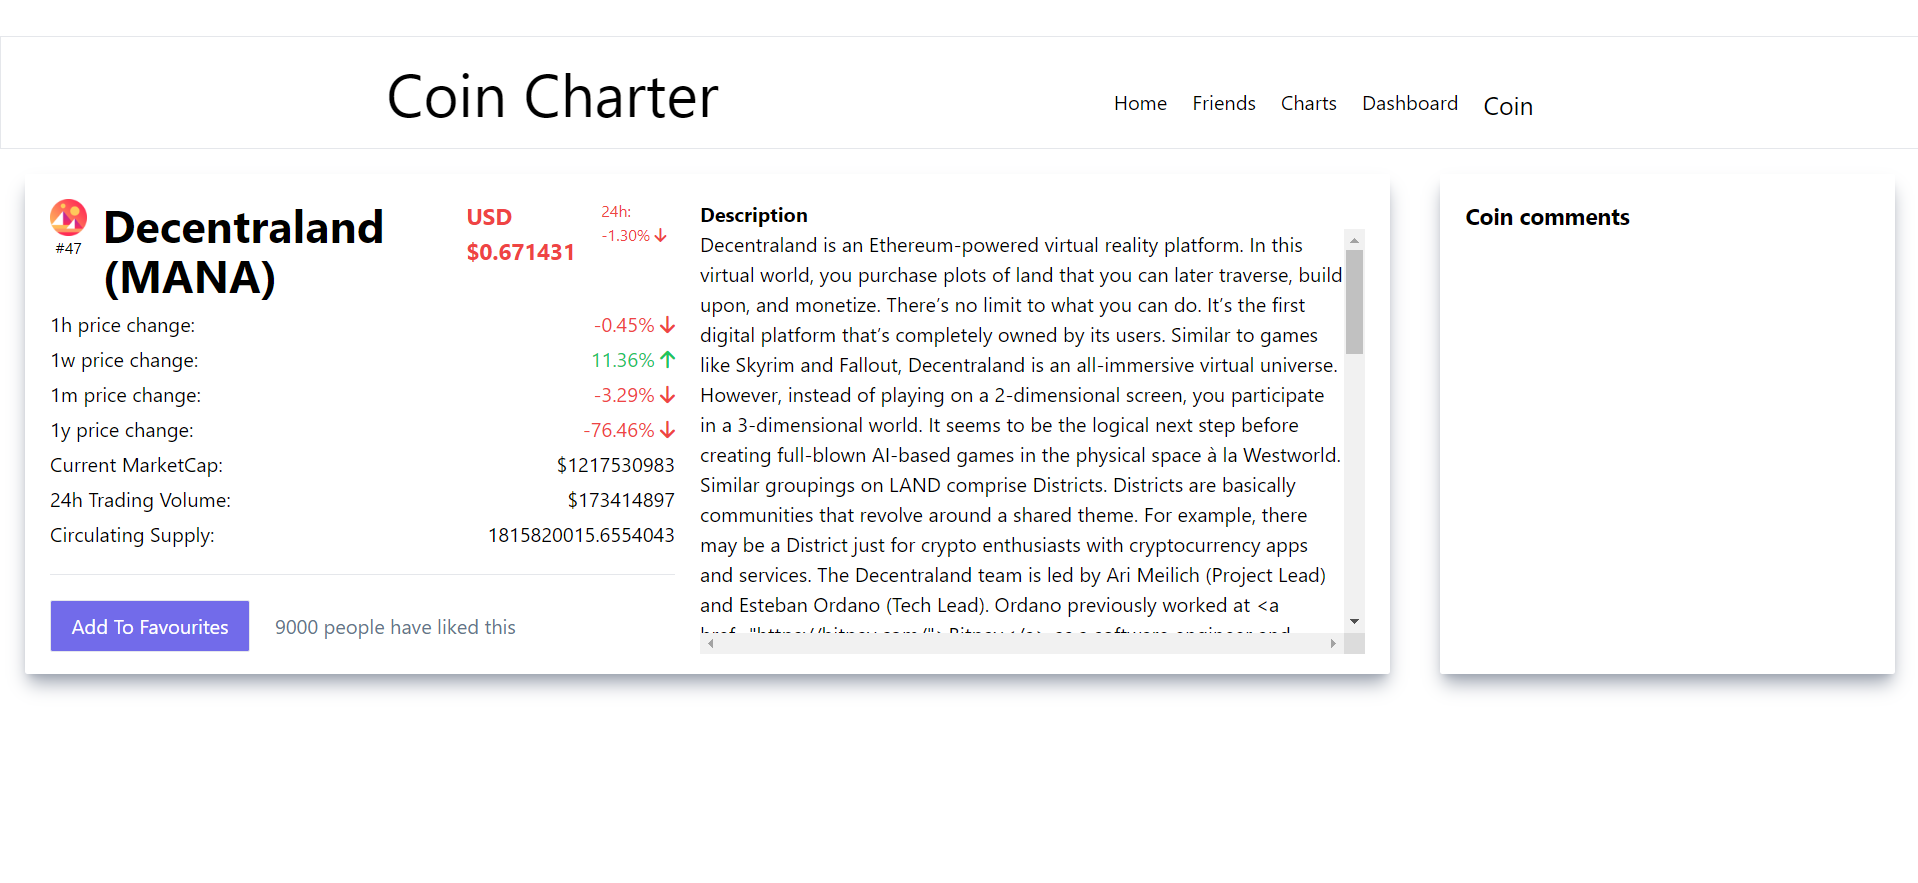 Coin Charter
Home Friends Charts Dashboard Coin
#47
Decentraland
(MANA)
USD
$0.671431
24h:
-1.30%
1h price change: -0.45%
1w price change: 11.36%
1m price change: -3.29%
1y price change: -76.46%
Current MarketCap: $1217530983
24h Trading Volume: $173414897
Circulating Supply: 1815820015.6554043
Add To Favourites 9000 people have liked this
Description
Decentraland is an Ethereum-powered virtual reality platform. In this
virtual world, you purchase plots of land that you can later traverse, build
upon, and monetize. There’s no limit to what you can do. It’s the first
digital platform that’s completely owned by its users. Similar to games
like Skyrim and Fallout, Decentraland is an all-immersive virtual universe.
However, instead of playing on a 2-dimensional screen, you participate
in a 3-dimensional world. It seems to be the logical next step before
creating full-blown AI-based games in the physical space à la Westworld.
Similar groupings on LAND comprise Districts. Districts are basically
communities that revolve around a shared theme. For example, there
may be a District just for crypto enthusiasts with cryptocurrency apps
and services. The Decentraland team is led by Ari Meilich (Project Lead)
and Esteban Ordano (Tech Lead). Ordano previously worked at <a
href="https://bitpay.com/">Bitpay</a> as a software engineer and
Coin comments